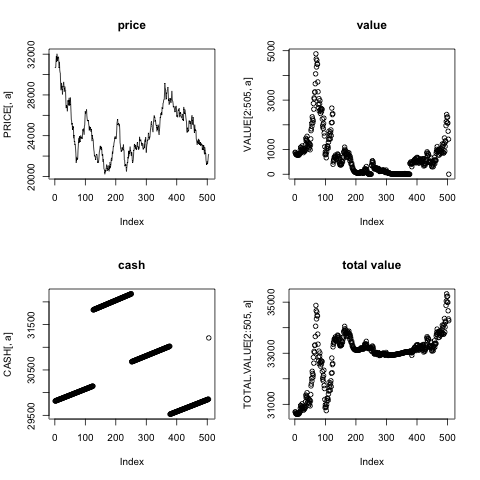 price
PRICE[, a]
20000 24000 28000 32000
0 100 200 300 400 500
Index
value
VALUE[2:505, a]
0 1000 3000 5000
0 100 200 300 400 500
Index
cash
CASH[, a]
29500 30500 31500
0 100 200 300 400 500
Index
total value
TOTAL.VALUE[2:505, a]
31000 33000 35000
0 100 200 300 400 500
Index